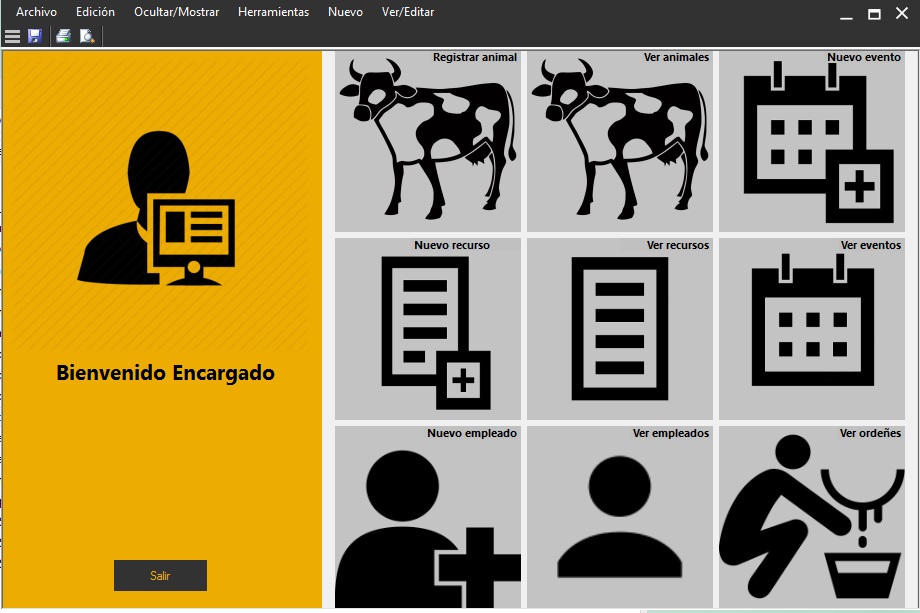 Archivo Edición Ocultar/Mostrar Herramientas Nuevo Ver/Editar
Registrar animal
Ver animales
Nuevo evento
Nuevo recurso
Ver recursos
Ver eventos
Bienvenido Encargado
Nuevo empleado
Ver empleados
Ver ordeñes
Salir